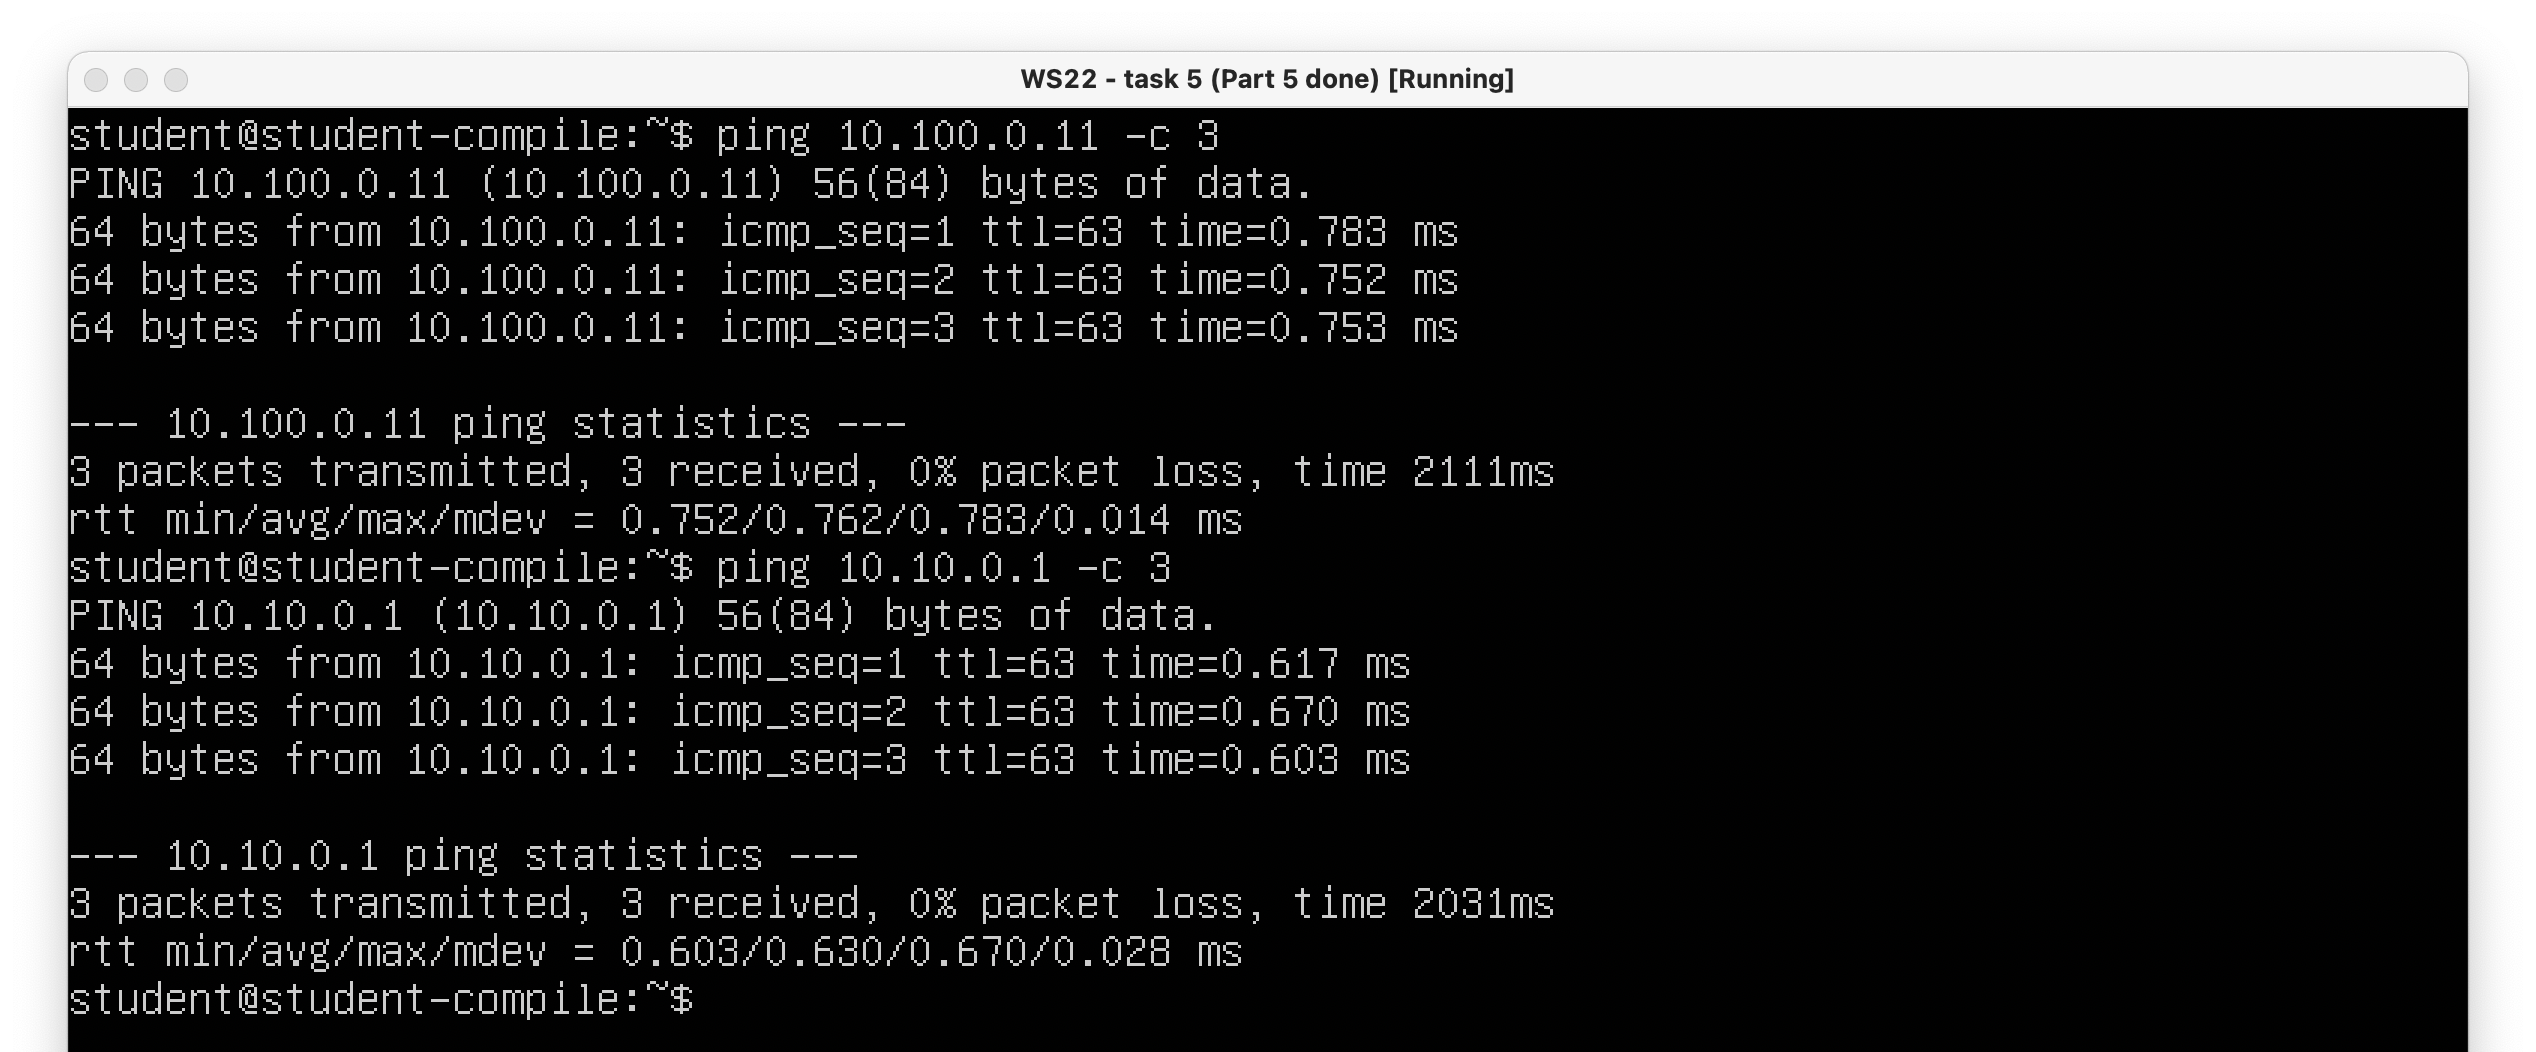 WS22 - task 5 (Part 5 done) [Running]
student@student-compile:~$ ping 10.100.0.11 -c 3
PING 10.100.0.11 (10.100.0.11) 56(84) bytes of data.
64 bytes from 10.100.0.11: icmp_seq=1 ttl=63 time=0.783 ms
64 bytes from 10.100.0.11: icmp_seq=2 ttl=63 time=0.752 ms
64 bytes from 10.100.0.11: icmp_seq=3 ttl=63 time=0.753 ms
--- 10.100.0.11 ping statistics ---
3 packets transmitted, 3 received, 0% packet loss, time 2111ms
rtt min/avg/max/mdev = 0.752/0.762/0.783/0.014 ms
student@student-compile:~$ ping 10.10.0.1 -c 3
PING 10.10.0.1 (10.10.0.1) 56(84) bytes of data.
64 bytes from 10.10.0.1: icmp_seq=1 ttl=63 time=0.617 ms
64 bytes from 10.10.0.1: icmp_seq=2 ttl=63 time=0.670 ms
64 bytes from 10.10.0.1: icmp_seq=3 ttl=63 time=0.603 ms
--- 10.10.0.1 ping statistics ---
3 packets transmitted, 3 received, 0% packet loss, time 2031ms
rtt min/avg/max/mdev = 0.603/0.630/0.670/0.028 ms
student@student-compile:~$